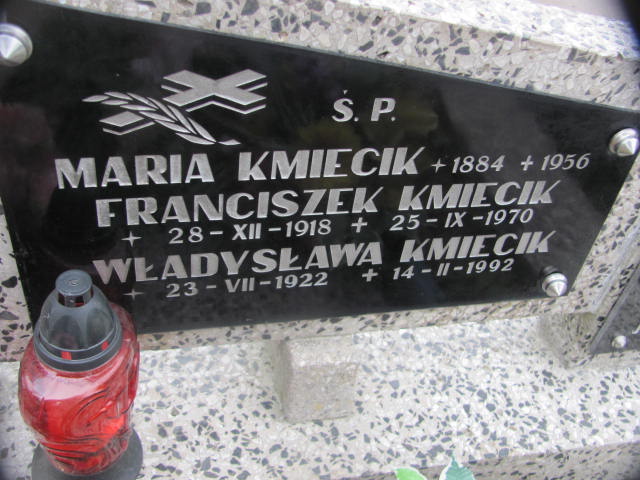 Ś. P.
MARIA KMIECIK + 1884 + 1956
FRANCISZEK KMIECIK
+ 28-XII-1918 + 25-IX-1970
WŁADYSŁAWA KMIECIK
+ 23-VII-1922 + 14-II-1992